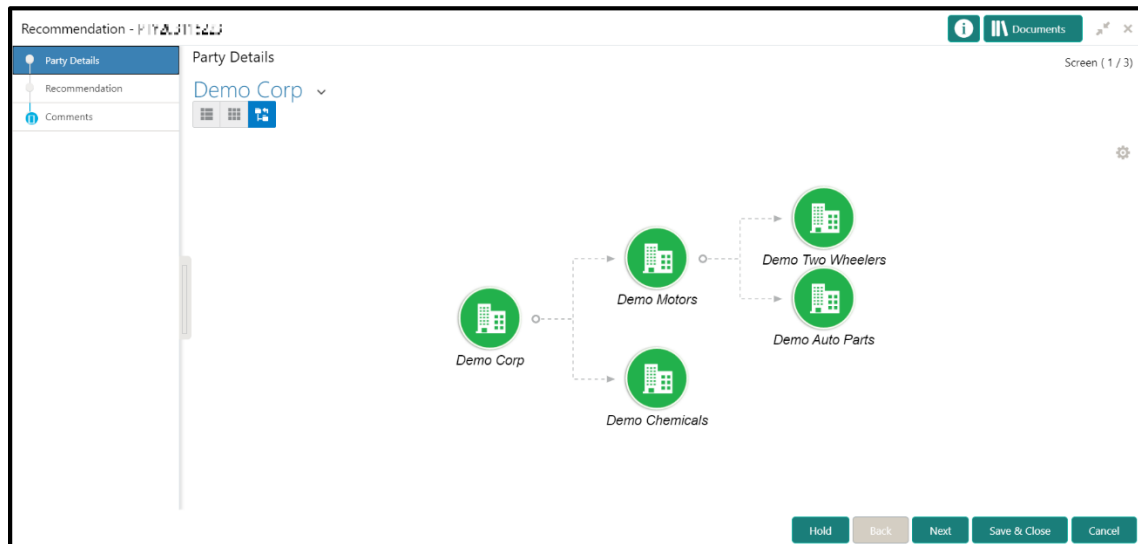 Recommendation -
Documents
Party Details
Recommendation
Comments
Party Details
Screen ( 1 / 3)
Demo Corp
Demo Two Wheelers
Demo Motors
Demo Auto Parts
Demo Corp
Demo Chemicals
Hold
Back
Next
Save & Close
Cancel